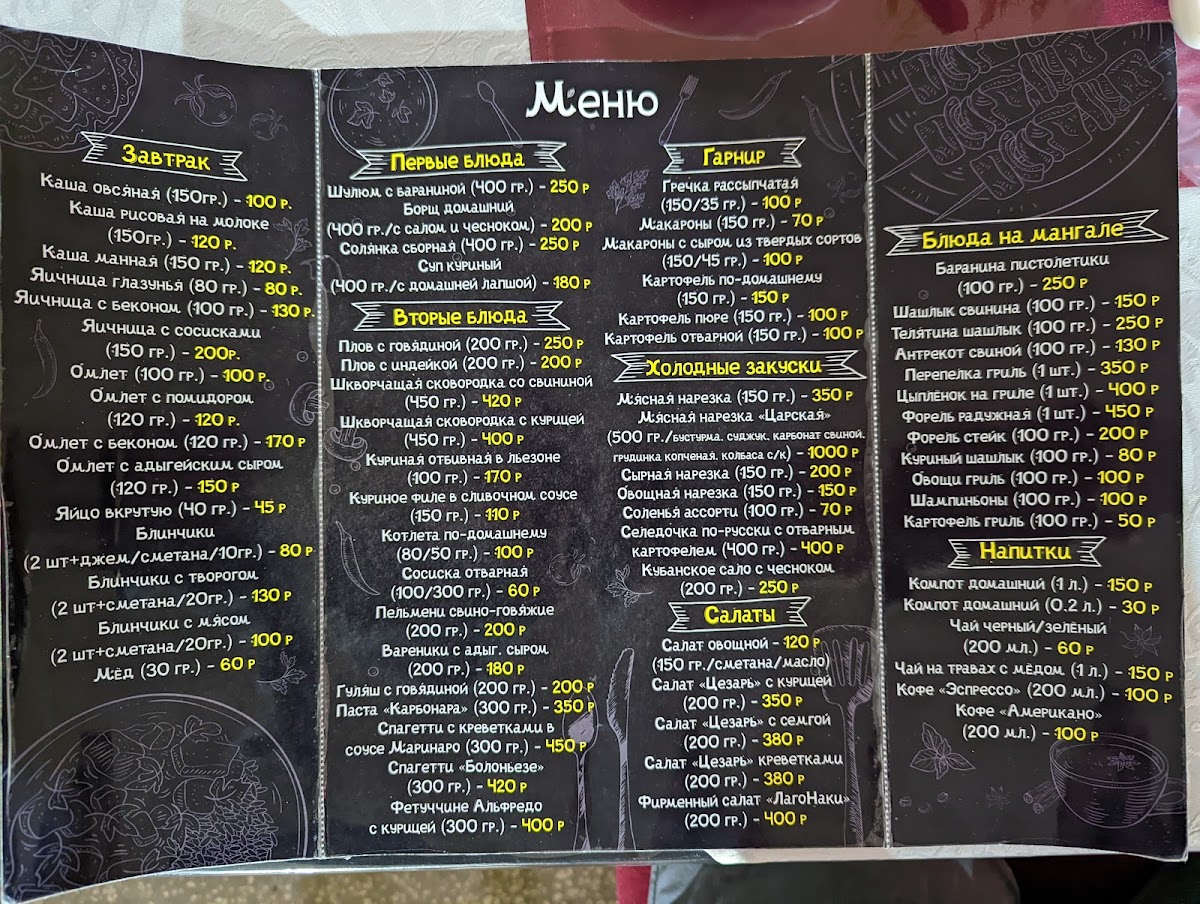 Меню
Завтрак
Каша овсяная (150гр.) - 100 р.
Каша рисовая на молоке
(150гр.) - 120 р.
Каша манная (150 гр.) - 120 р.
Яичница глазунья (80 гр.) - 80 р.
Яичница с беконом (100 гр.) - 130 р.
Яичница с сосисками
(150 гр.) - 200р.
Омлет (100 гр.) - 100 р.
Омлет с помидором
(120 гр.) - 120 р.
Омлет с беконом (120 гр.) - 170 р
Омлет с адыгейским сыром
(120 гр.) - 150 р
Яйцо вкрутую (40 гр.) - 45 р
Блинчики
(2 шт+джем/сметана/10гр.) - 80 р
Блинчики с творогом
(2 шт+сметана/20гр.) - 130 р
Блинчики с мясом
(2 шт+сметана/20гр.) - 100 р
Мёд (30 гр.) - 60 р
Первые блюда
Шулюм с бараниной (400 гр.) - 250 р
Борщ домашний
(400 гр./с салом и чесноком) - 200 р
Солянка сборная (400 гр.) - 250 р
Суп куриный
(400 гр./с домашней лапшой) - 180 р
Вторые блюда
Плов с говядиной (200 гр.) - 250 р
Плов с индейкой (200 гр.) - 200 р
Шкворчащая сковородка со свининой
(450 гр.) - 420 р
Шкворчащая сковородка с курицей
(450 гр.) - 400 р
Куриная отбивная в льезоне
(100 гр.) - 170 р
Куриное филе в сливочном соусе
(150 гр.) - 110 р
Котлета по-домашнему
(80/50 гр.) - 100 р
Сосиска отварная
(100/300 гр.) - 60 р
Пельмени свино-говяжие
(200 гр.) - 200 р
Вареники с адыг. сыром
(200 гр.) - 180 р
Гуляш с говядиной (200 гр.) - 200 р
Паста «Карбонара» (300 гр.) - 350 р
Спагетти с креветками в
соусе Маринаро (300 гр.) - 450 р
Спагетти «Болоньезе»
(300 гр.) - 420 р
Фетуччине Альфредо
с курицей (300 гр.) - 400 р
Гарнир
Гречка рассыпчатая
(150/35 гр.) - 100 р
Макароны (150 гр.) - 70 р
Макароны с сыром из твердых сортов
(150/45 гр.) - 100 р
Картофель по-домашнему
(150 гр.) - 150 р
Картофель пюре (150 гр.) - 100 р
Картофель отварной (150 гр.) - 100 р
Холодные закуски
Мясная нарезка (150 гр.) - 350 р
Мясная нарезка «Царская»
(500 гр./бустурма, суджук, карбонат свиной,
грудинка копченая, колбаса с/к) - 1000 р
Сырная нарезка (150 гр.) - 200 р
Овощная нарезка (150 гр.) - 150 р
Соленья ассорти (100 гр.) - 70 р
Селедочка по-русски с отварным
картофелем (400 гр.) - 400 р
Кубанское сало с чесноком
(200 гр.) - 250 р
Салаты
Салат овощной - 120 р
(150 гр./сметана/масло)
Салат «Цезарь» с курицей
(200 гр.) - 350 р
Салат «Цезарь» с семгой
(200 гр.) - 380 р
Салат «Цезарь» креветками
(200 гр.) - 380 р
Фирменный салат «ЛагоНаки»
(200 гр.) - 400 р
Блюда на мангале
Баранина пистолетики
(100 гр.) - 250 р
Шашлык свинина (100 гр.) - 150 р
Телятина шашлык (100 гр.) - 250 р
Антрекот свиной (100 гр.) - 130 р
Перепелка гриль (1 шт.) - 350 р
Цыплёнок на гриле (1 шт.) - 400 р
Форель радужная (1 шт.) - 450 р
Форель стейк (100 гр.) - 200 р
Куриный шашлык (100 гр.) - 80 р
Овощи гриль (100 гр.) - 100 р
Шампиньоны (100 гр.) - 100 р
Картофель гриль (100 гр.) - 50 р
Напитки
Компот домашний (1 л.) - 150 р
Компот домашний (0.2 л.) - 30 р
Чай черный/зелёный
(200 мл.) - 60 р
Чай на травах с мёдом (1 л.) - 150 р
Кофе «Эспрессо» (200 мл.) - 100 р
Кофе «Американо»
(200 мл.) - 100 р